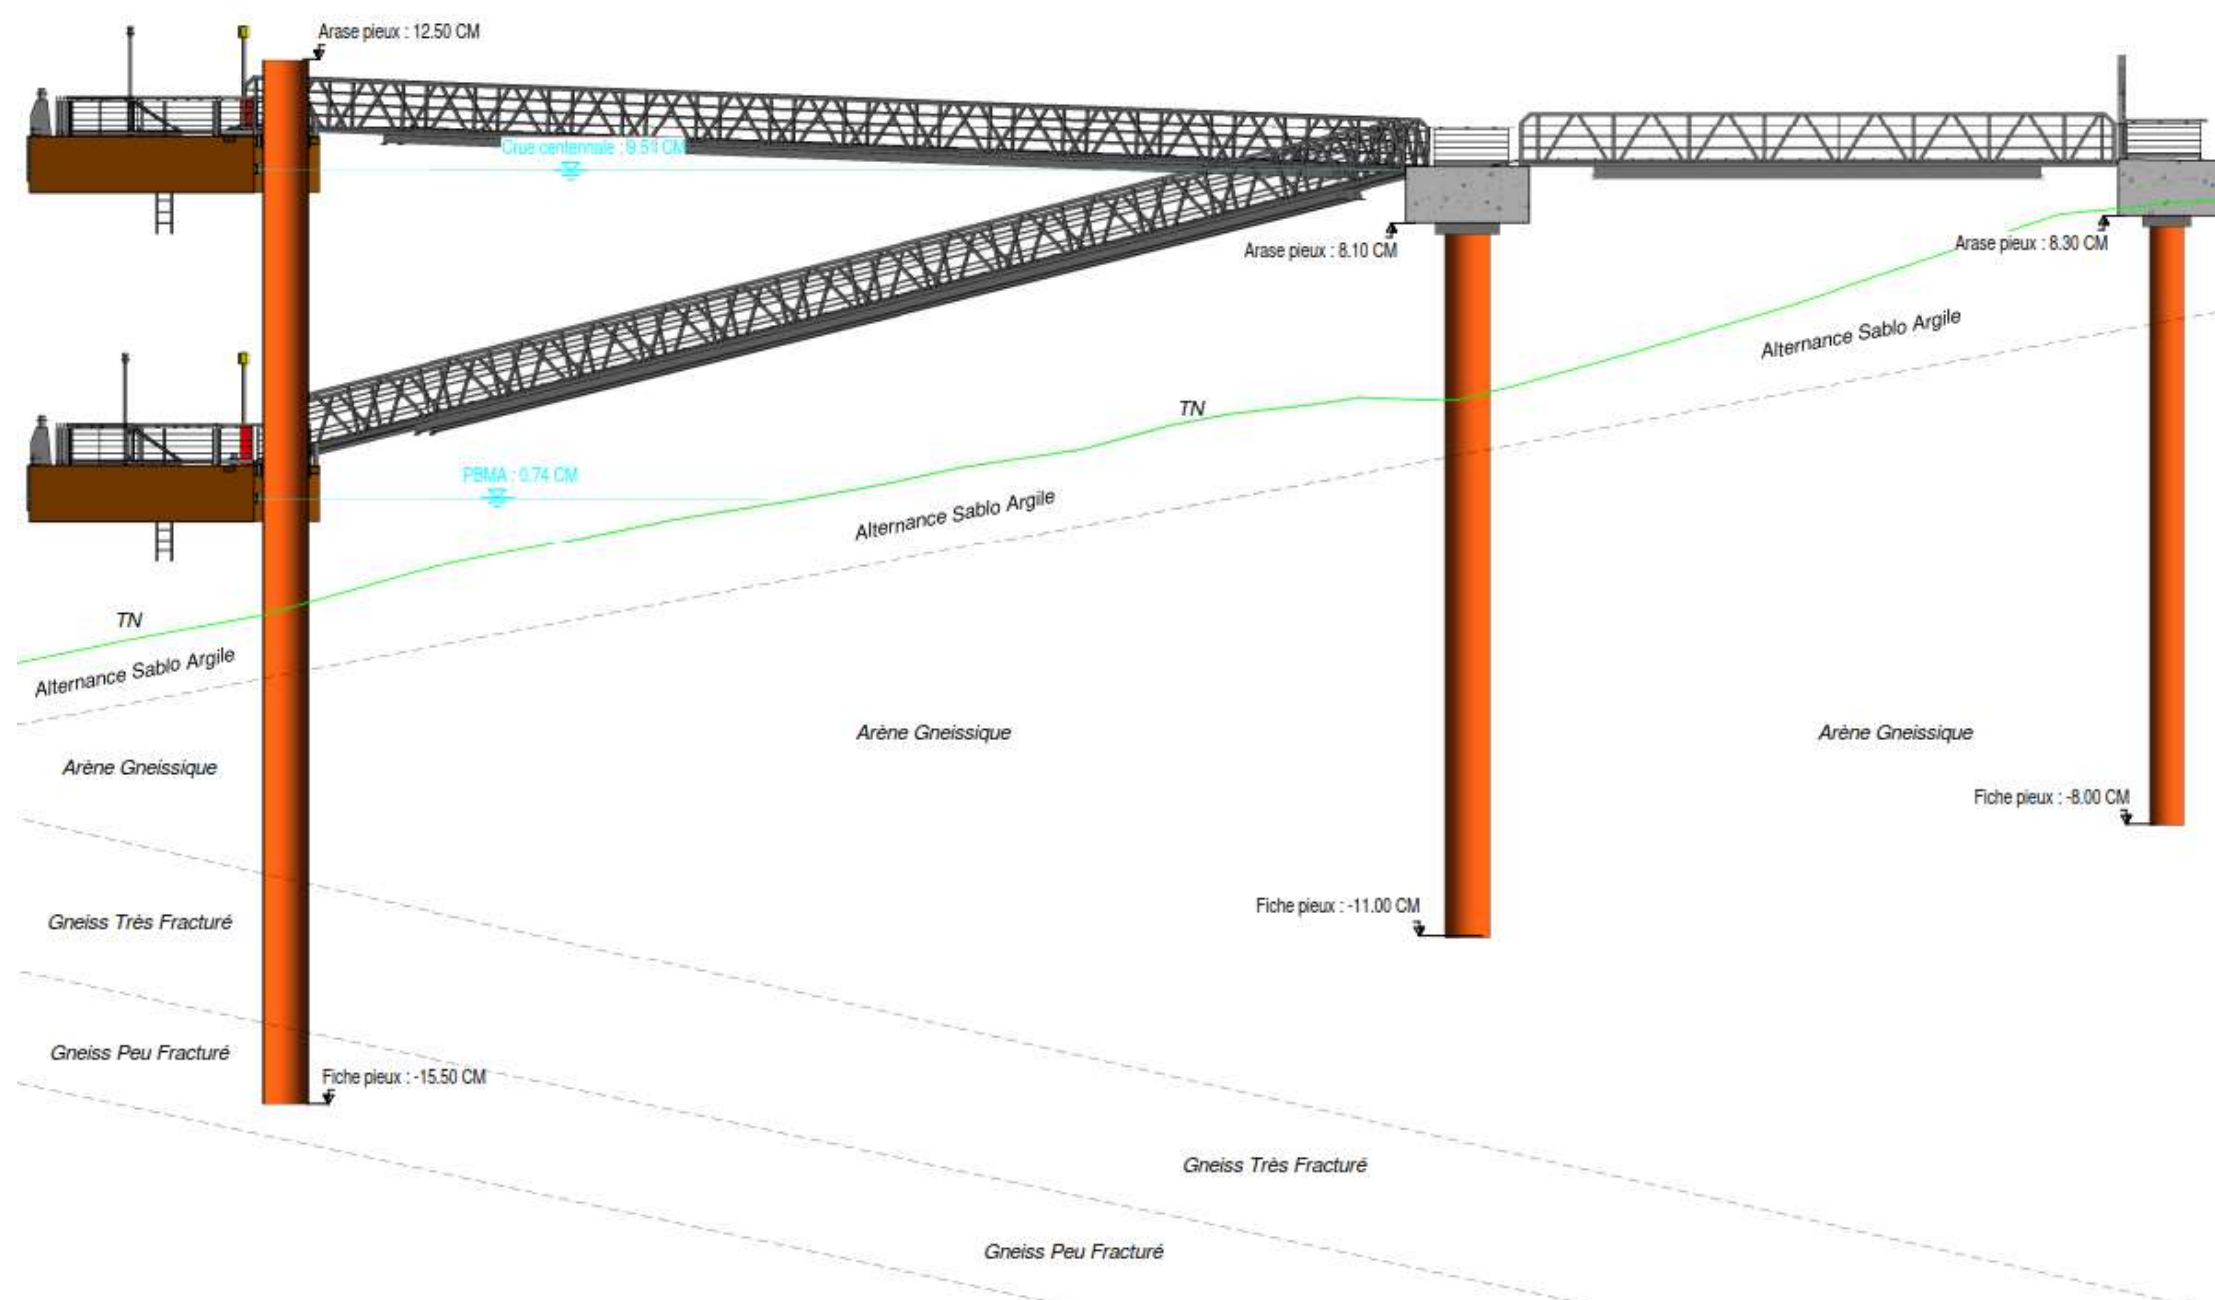 Arase pieux : 12.50 CM
Crue centennale : 9.51 CM
Arase pieux : 8.10 CM
Arase pieux : 8.30 CM
Alternance Sablo Argile
TN
PBMA : 0.74 CM
Alternance Sablo Argile
TN
Alternance Sablo Argile
Arène Gneissique
Arène Gneissique
Arène Gneissique
Fiche pieux : -8.00 CM
Fiche pieux : -11.00 CM
Gneiss Très Fracturé
Gneiss Peu Fracturé
Fiche pieux : -15.50 CM
Gneiss Très Fracturé
Gneiss Peu Fracturé